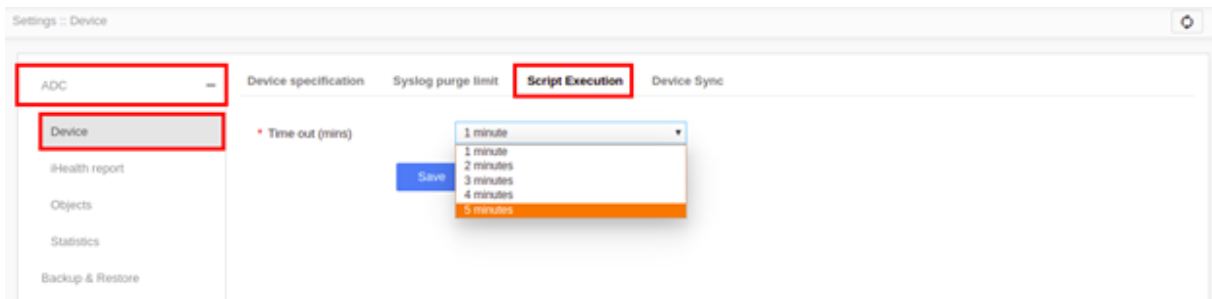 Settings :: Device
ADC
Device
iHealth report
Objects
Statistics
Backup & Restore
Device specification Syslog purge limit Script Execution Device Sync
* Time out (mins)
1 minute
1 minute
2 minutes
3 minutes
4 minutes
5 minutes
Save